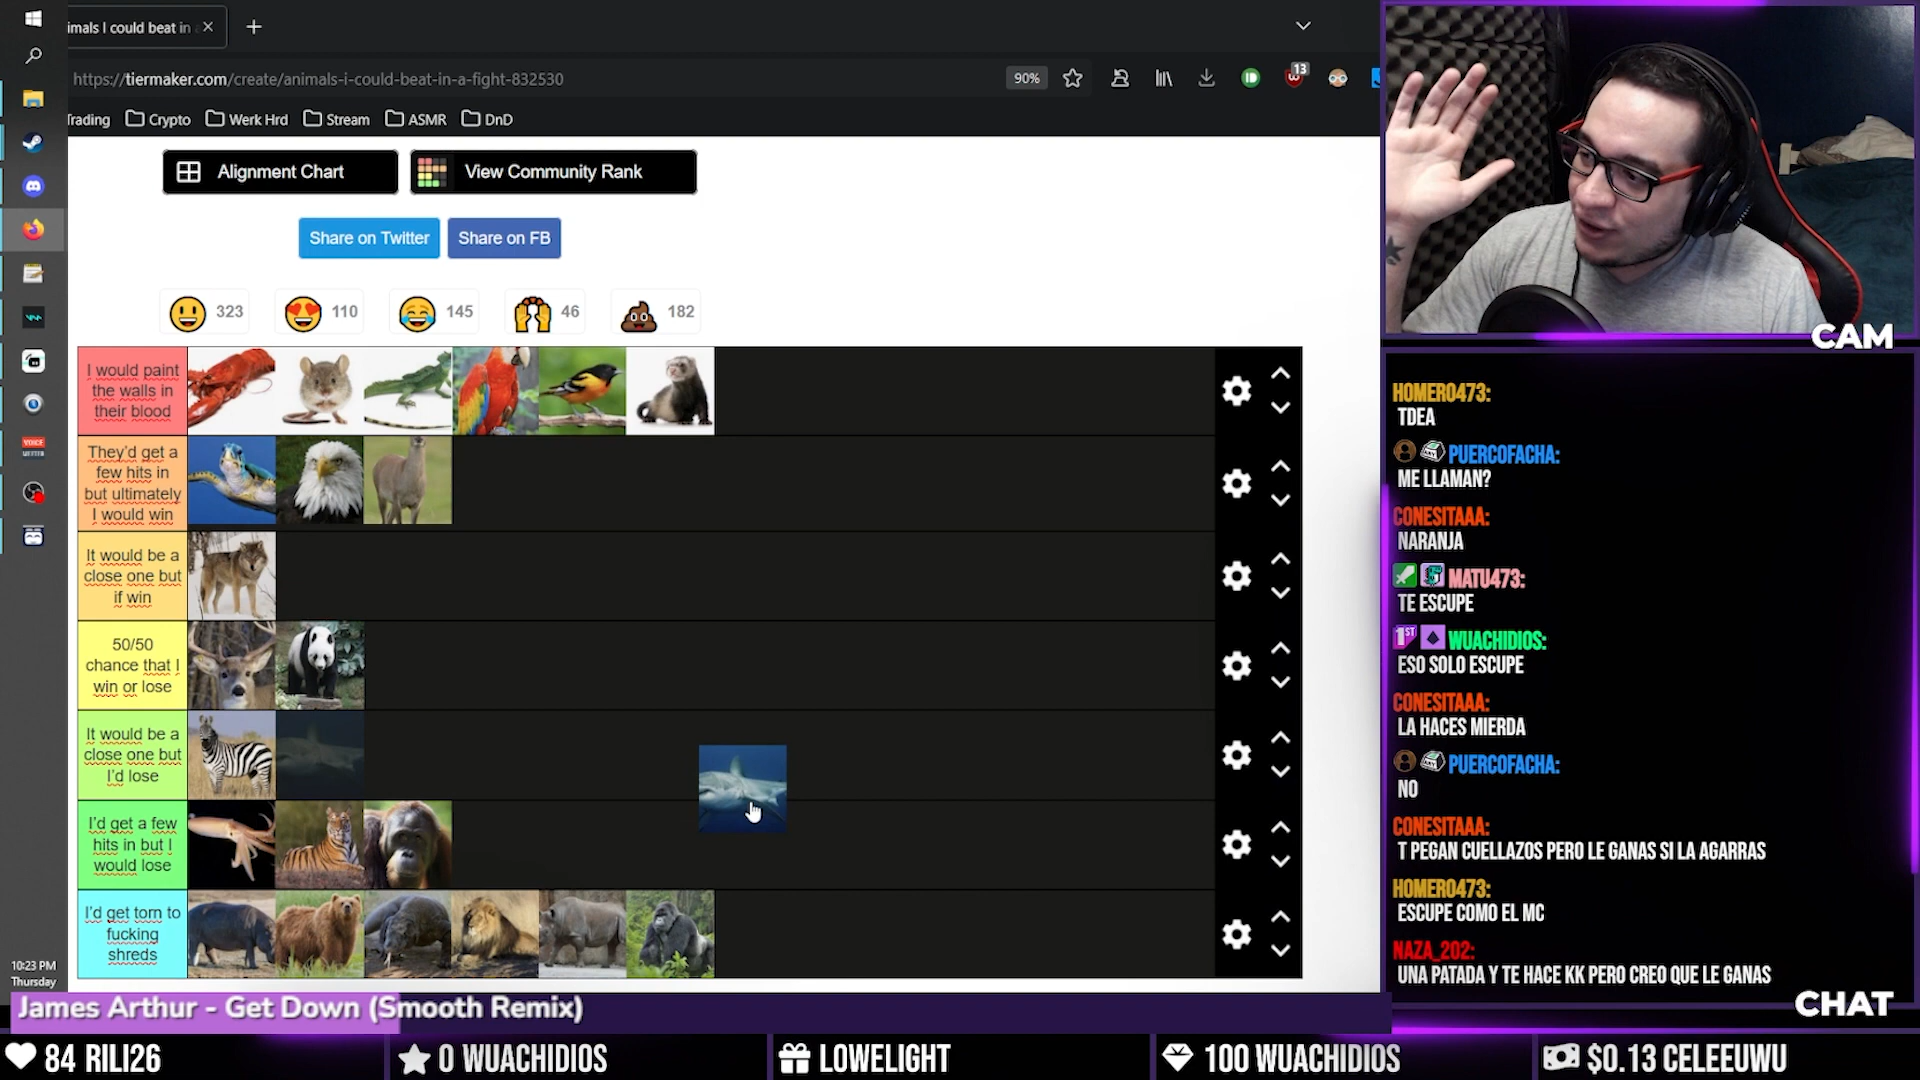 imals I could beat in
https://tiermaker.com/create/animals-i-could-beat-in-a-fight-832530
90%
13
Trading
Crypto
Werk Hrd
Stream
ASMR
DnD
Alignment Chart
View Community Rank
Share on Twitter
Share on FB
323
110
145
46
182
I would paint
the walls in
their blood
They'd get a
few hits in
but ultimately
I would win
It would be a
close one but
if win
50/50
chance that I
win or lose
It would be a
close one but
I'd lose
I'd get a few
hits in but I
would lose
I'd get torn to
fucking
shreds
10:23 PM
Thursday
CAM
HOMERO473:
TDEA
PUERCOFACHA:
ME LLAMAN?
CONESITAAA:
NARANJA
MATU473:
TE ESCUPE
1ST WUACHIDIOS:
ESO SOLO ESCUPE
CONESITAAA:
LA HACES MIERDA
PUERCOFACHA:
NO
CONESITAAA:
T PEGAN CUELLAZOS PERO LE GANAS SI LA AGARRAS
HOMERO473:
ESCUPE COMO EL MC
NAZA_202:
UNA PATADA Y TE HACE KK PERO CREO QUE LE GANAS
CHAT
James Arthur - Get Down (Smooth Remix)
84 RILI26
0 WUACHIDIOS
LOWELIGHT
100 WUACHIDIOS
$0.13 CELEEUWU